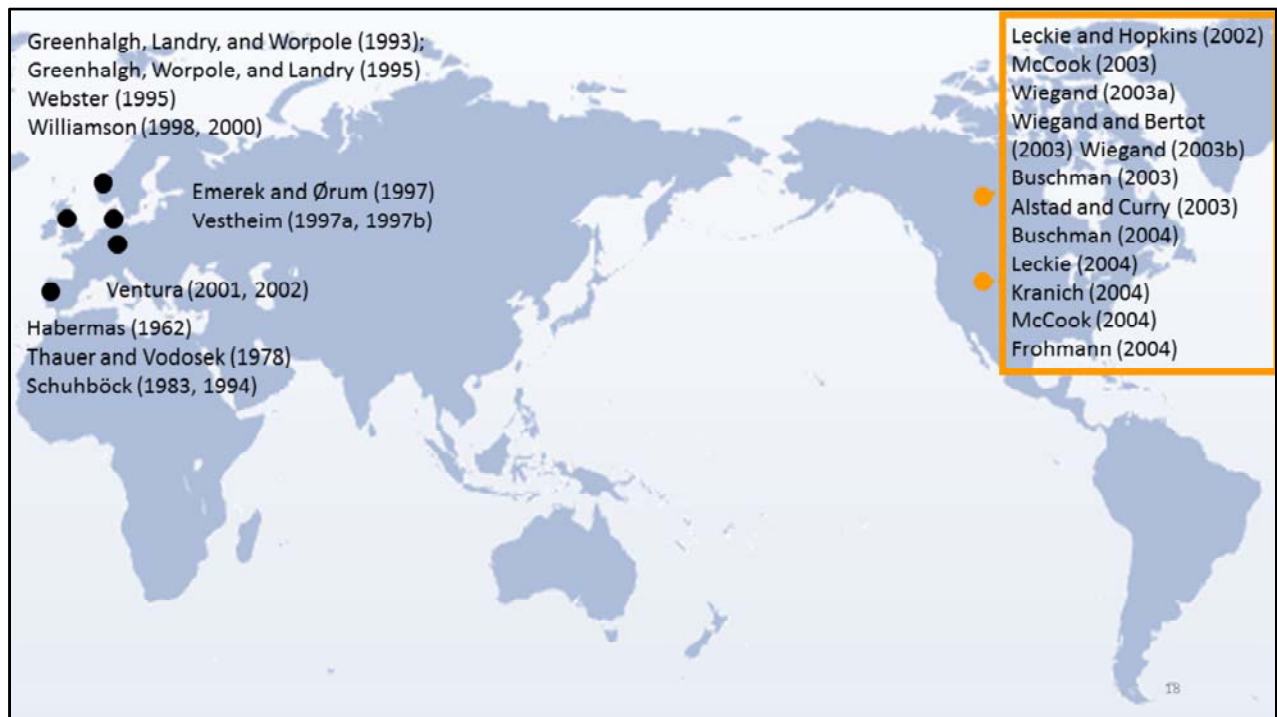 Greenhalgh, Landry, and Worpole (1993);
Greenhalgh, Worpole, and Landry (1995)
Webster (1995)
Williamson (1998, 2000)
Emerek and Ørum (1997)
Vestheim (1997a, 1997b)
Ventura (2001, 2002)
Habermas (1962)
Thauer and Vodosek (1978)
Schuhböck (1983, 1994)
Leckie and Hopkins (2002)
McCook (2003)
Wiegand (2003a)
Wiegand and Bertot
(2003) Wiegand (2003b)
Buschman (2003)
Alstad and Curry (2003)
Buschman (2004)
Leckie (2004)
Kranich (2004)
McCook (2004)
Frohmann (2004)
18